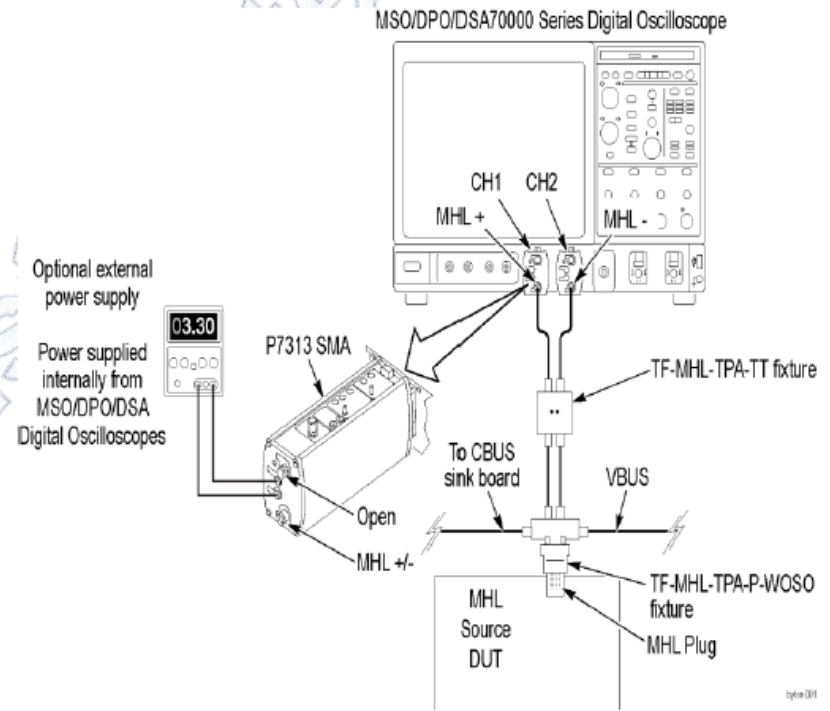 MSO/DPO/DSA70000 Series Digital Oscilloscope
CH1
CH2
MHL +
MHL -
Optional external
power supply
03.30
Power supplied
internally from
MSO/DPO/DSA
Digital Oscilloscopes
P7313 SMA
Open
MHL +/-
TF-MHL-TPA-TT fixture
To CBUS
sink board
VBUS
TF-MHL-TPA-P-WOSO
fixture
MHL Plug
MHL
Source
DUT